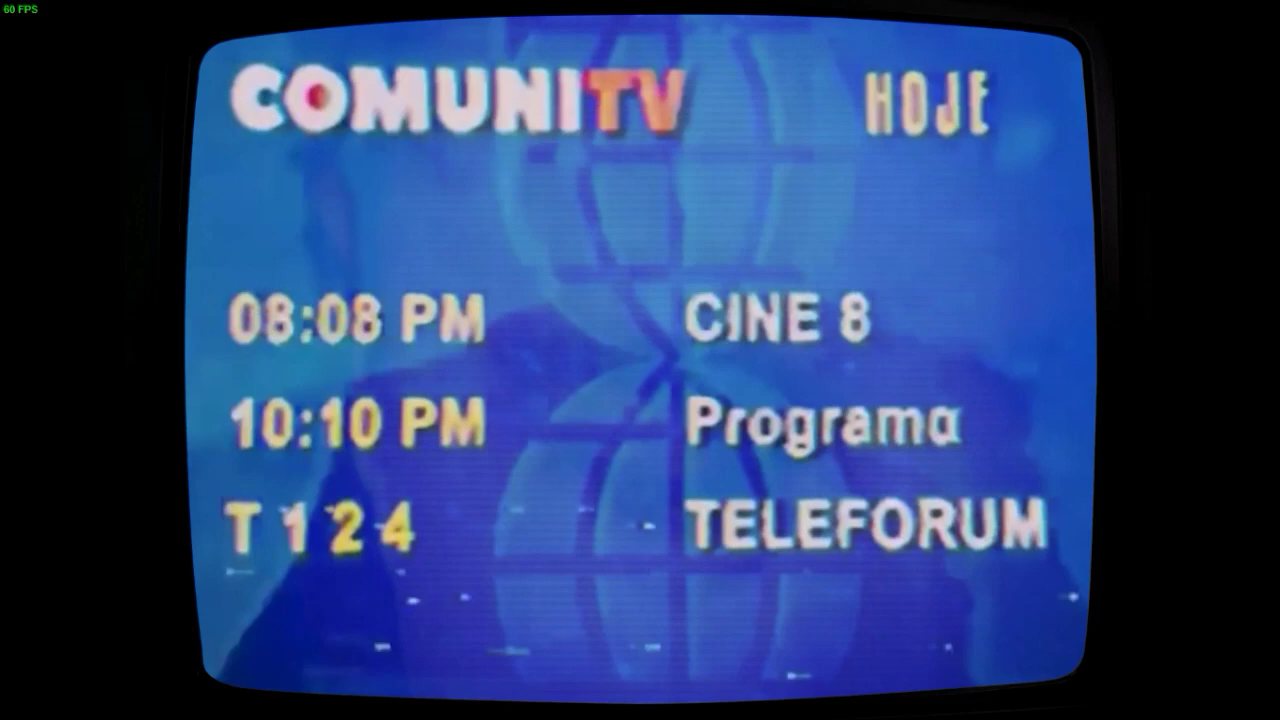 60 FPS
COMUNITV HOJE
08:08 PM CINE 8
10:10 PM Programa
T 1 2 4 TELEFORUM